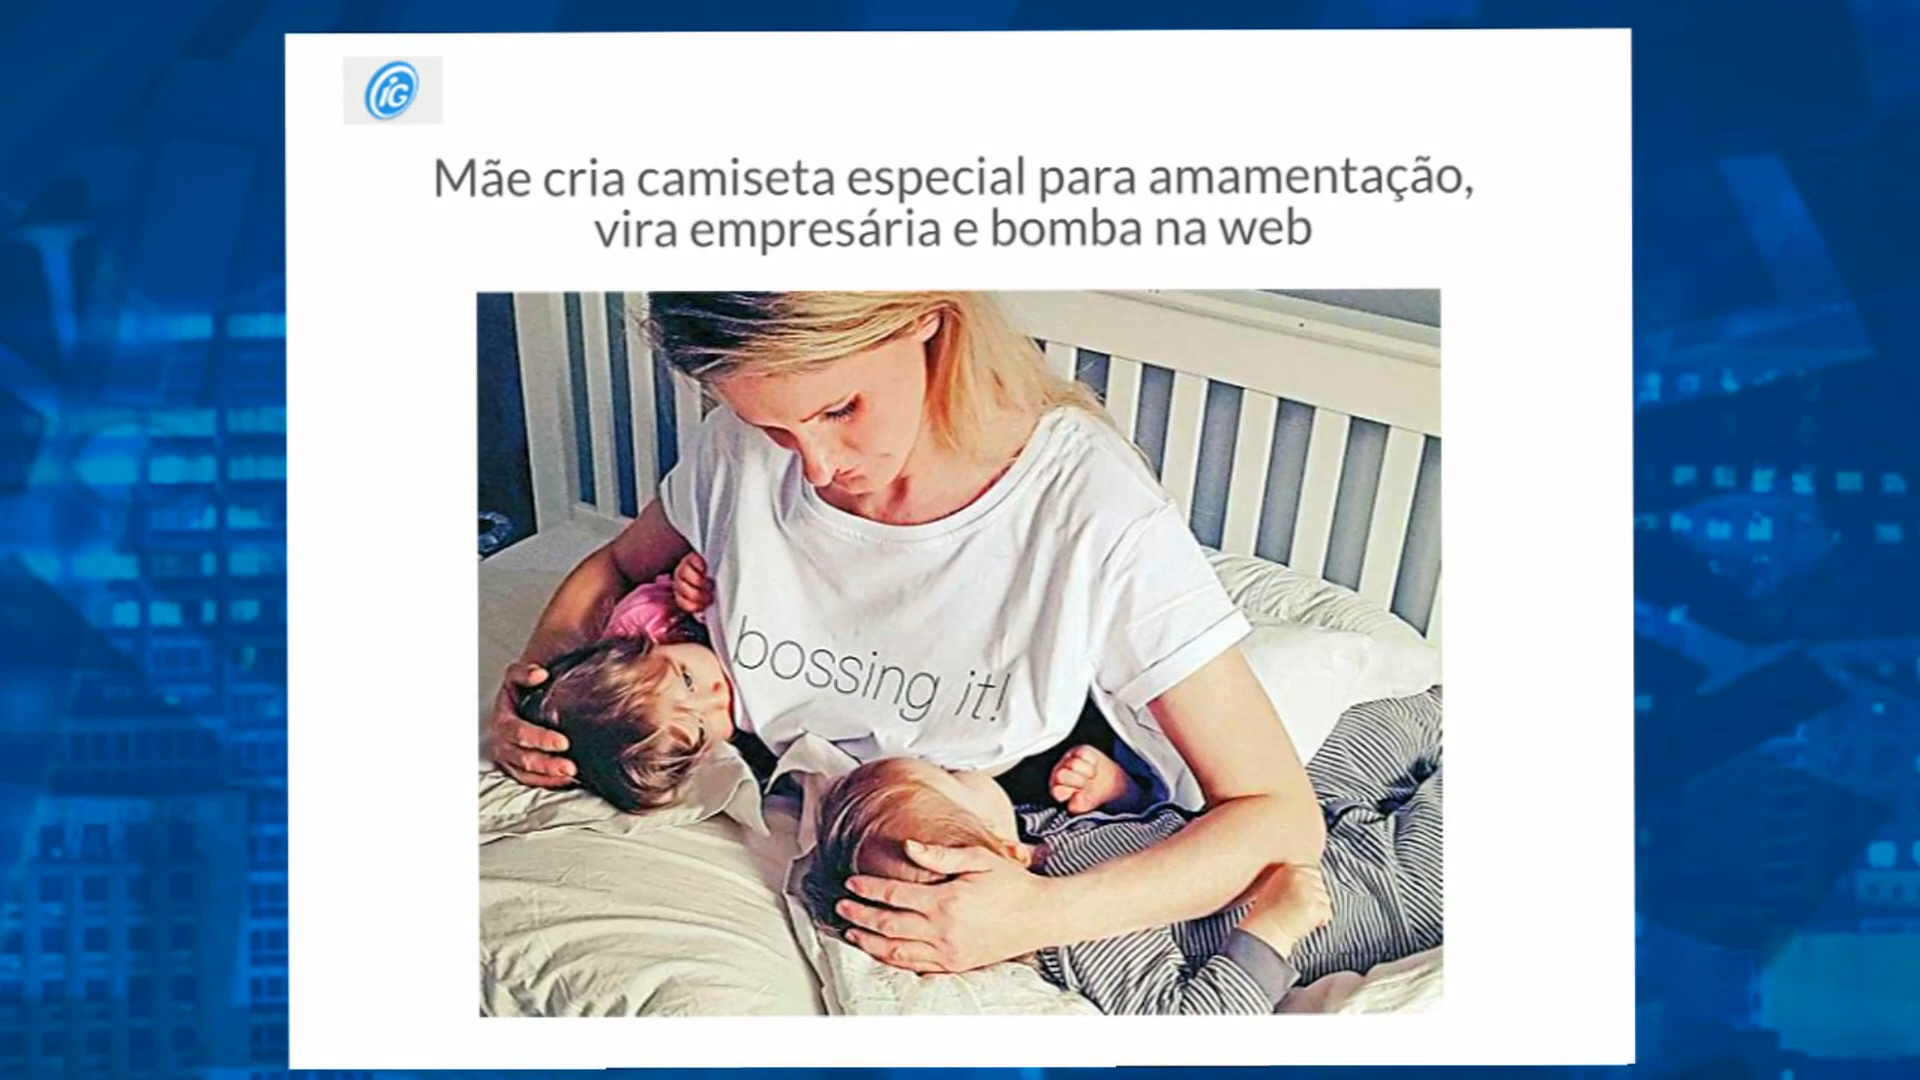 iG
Mãe cria camiseta especial para amamentação,
vira empresária e bomba na web
bossing it!